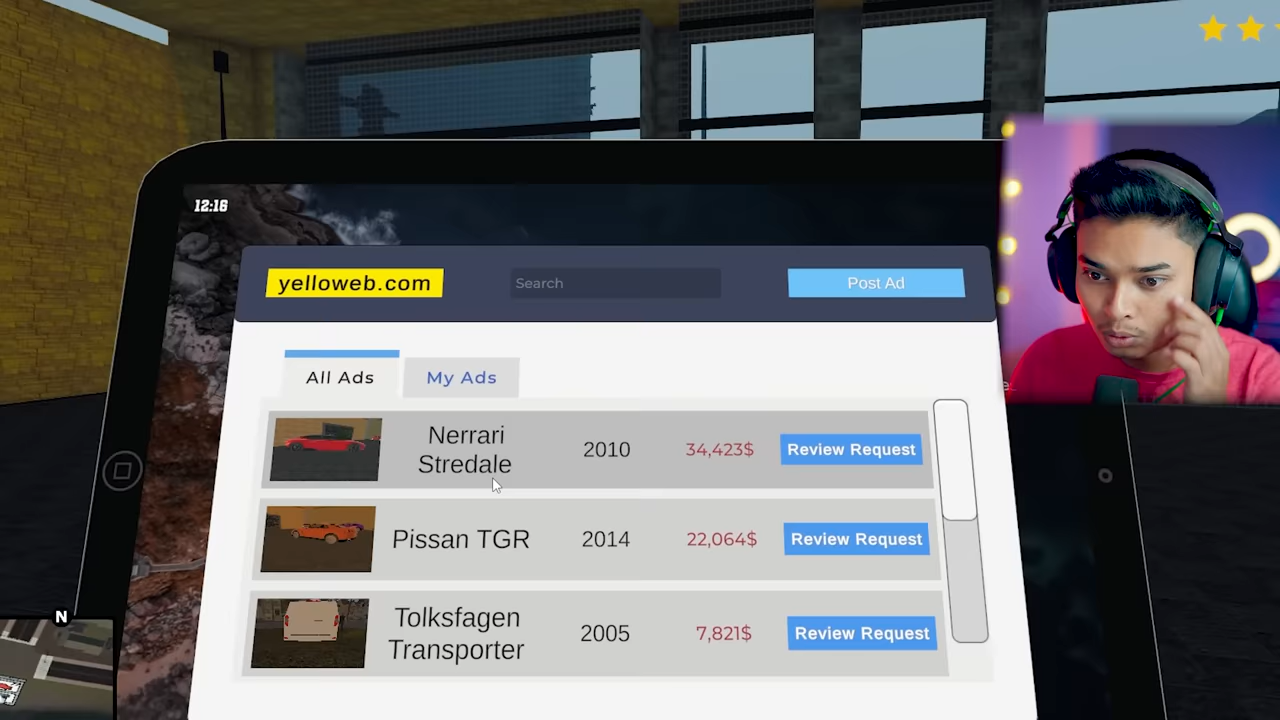 12:16
yelloweb.com
Search
Post Ad
All Ads
My Ads
Nerrari
Stredale
2010
34,423$
Review Request
Pissan TGR
2014
22,064$
Review Request
Tolksfagen
Transporter
2005
7,821$
Review Request
N